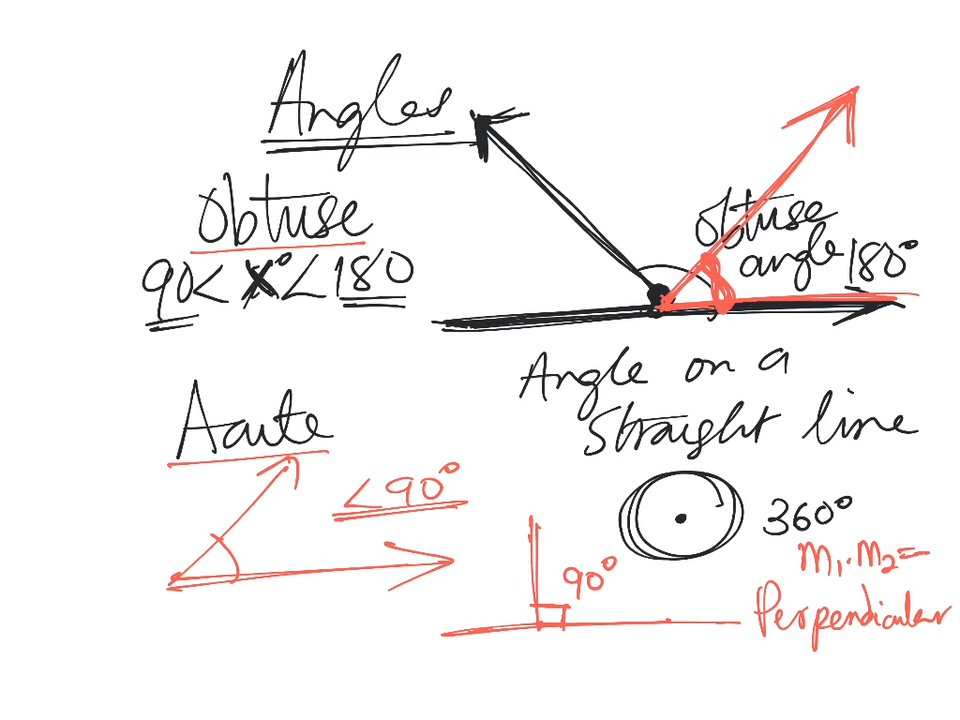 Angles
Obtuse
90< x° < 180
obtuse
angle 180°
Angle on a
straight line
Acute
<90°
360°
90°
m₁.m₂=
Perpendicular